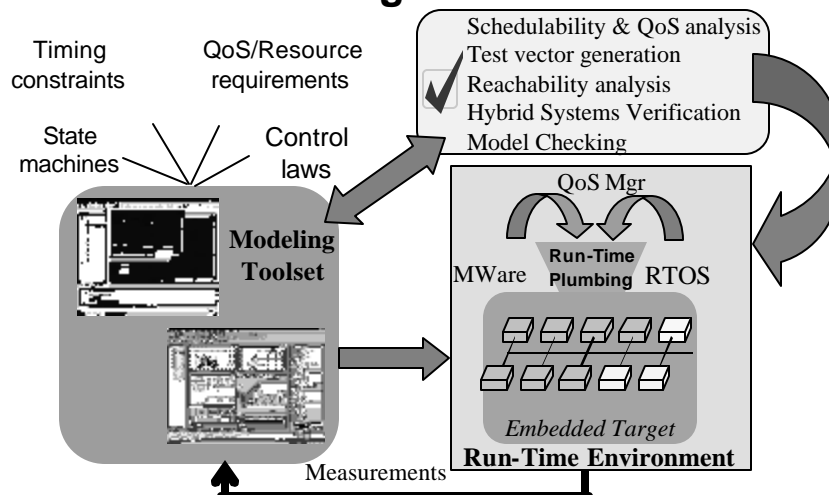 Timing
constraints
QoS/Resource
requirements
State
machines
Control
laws
Schedulability & QoS analysis
Test vector generation
Reachability analysis
Hybrid Systems Verification
Model Checking
Modeling
Toolset
QoS Mgr
Run-Time
Plumbing
MWare
RTOS
Embedded Target
Run-Time Environment
Measurements